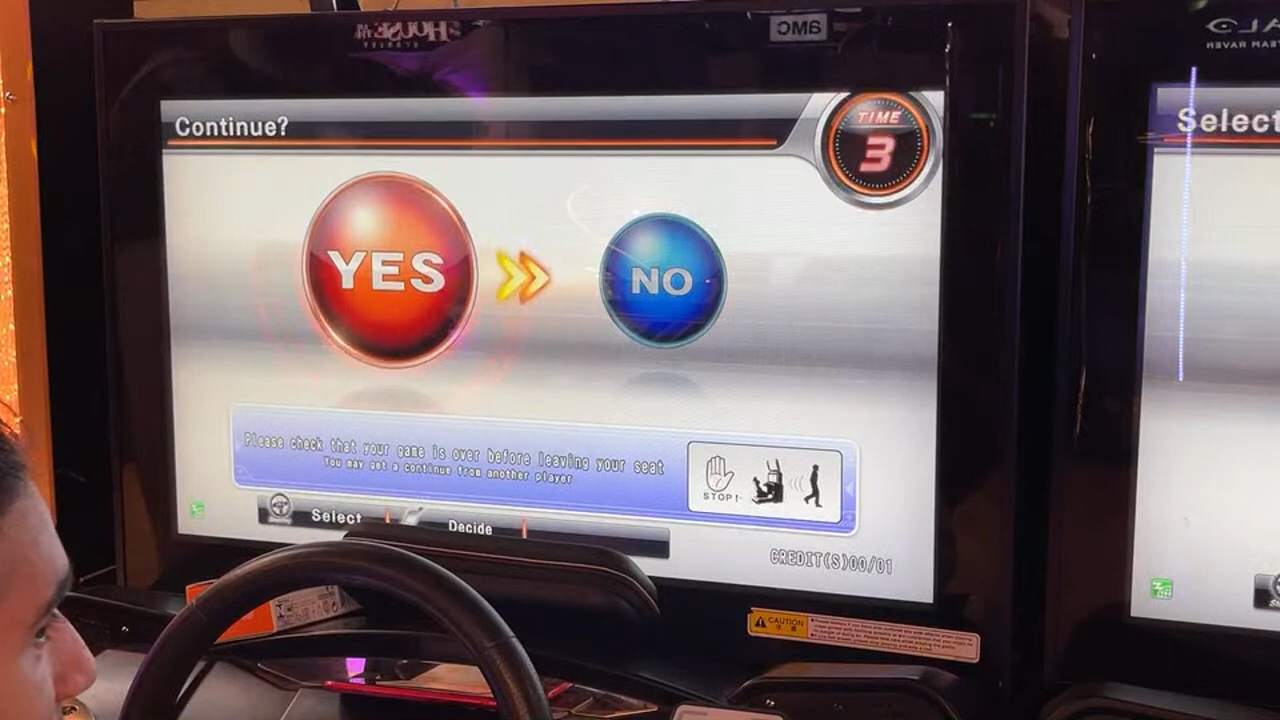 Continue?
TIME
3
YES
NO
Please check that your game is over before leaving your seat
You may get a continue from another player
STOP!
Select
Decide
CREDIT(S)00/01
CAUTION
Select